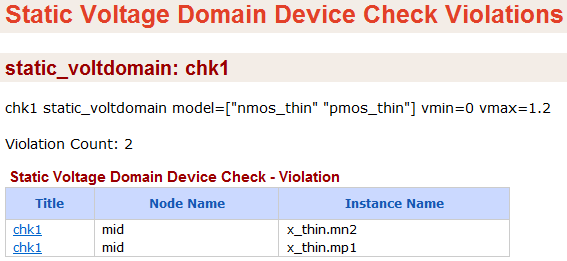 Static Voltage Domain Device Check Violations
static_voltdomain: chk1
chk1 static_voltdomain model=["nmos_thin" "pmos_thin"] vmin=0 vmax=1.2
Violation Count: 2
Static Voltage Domain Device Check - Violation
Title Node Name Instance Name
chk1 mid x_thin.mn2
chk1 mid x_thin.mp1